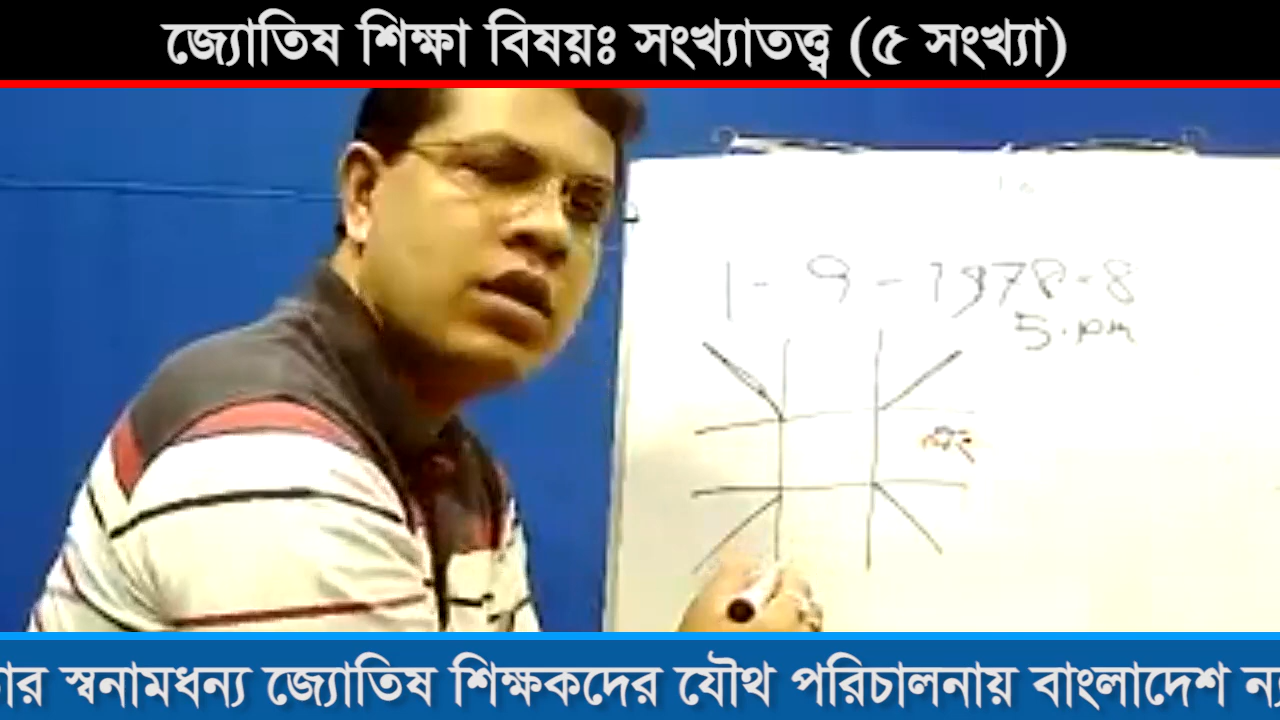 জ্যোতিষ শিক্ষা বিষয়ঃ সংখ্যাতত্ত্ব (৫ সংখ্যা)
1 - 9 - 1978 - 8
5.pm
স্বনামধন্য জ্যোতিষ শিক্ষকদের যৌথ পরিচালনায় বাংলাদেশ